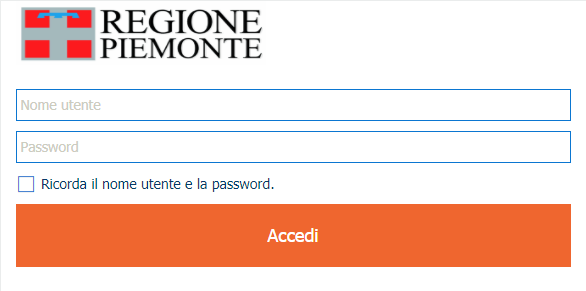 REGIONE
PIEMONTE
Nome utente
Password
Ricorda il nome utente e la password.
Accedi